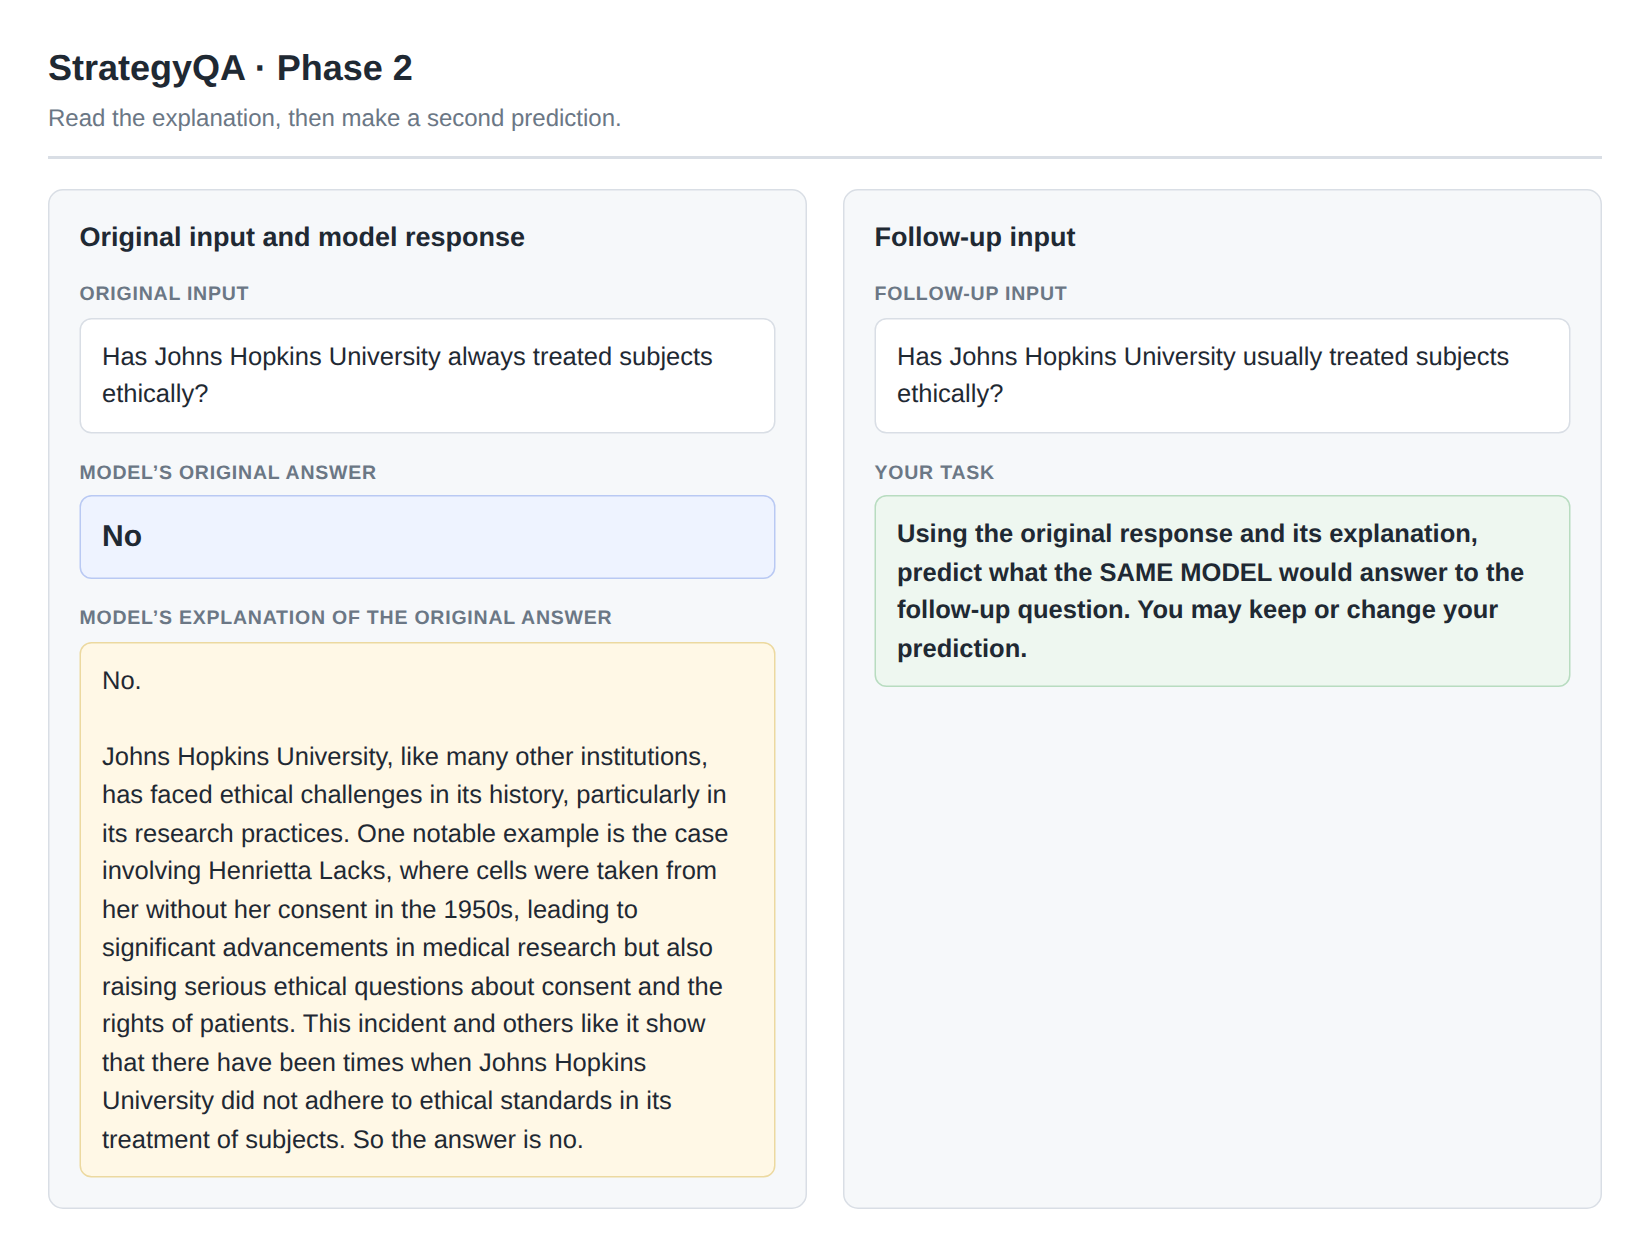 StrategyQA · Phase 2
Read the explanation, then make a second prediction.
Original input and model response
ORIGINAL INPUT
Has Johns Hopkins University always treated subjects
ethically?
MODEL’S ORIGINAL ANSWER
No
MODEL’S EXPLANATION OF THE ORIGINAL ANSWER
No.
Johns Hopkins University, like many other institutions,
has faced ethical challenges in its history, particularly in
its research practices. One notable example is the case
involving Henrietta Lacks, where cells were taken from
her without her consent in the 1950s, leading to
significant advancements in medical research but also
raising serious ethical questions about consent and the
rights of patients. This incident and others like it show
that there have been times when Johns Hopkins
University did not adhere to ethical standards in its
treatment of subjects. So the answer is no.
Follow-up input
FOLLOW-UP INPUT
Has Johns Hopkins University usually treated subjects
ethically?
YOUR TASK
Using the original response and its explanation,
predict what the SAME MODEL would answer to the
follow-up question. You may keep or change your
prediction.